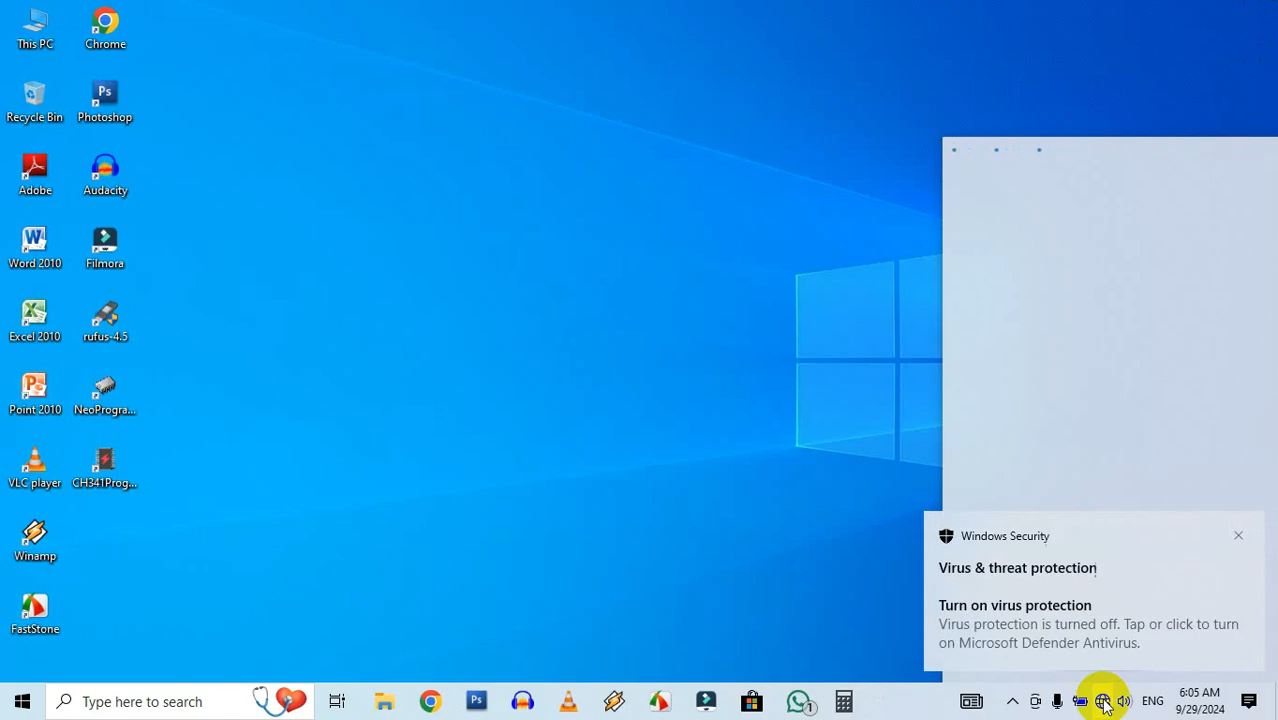 This PC
Chrome
Recycle Bin
Photoshop
Adobe
Audacity
Word 2010
Filmora
Excel 2010
rufus-4.5
Point 2010
NeoProgra...
VLC player
CH341Prog...
Winamp
FastStone
Ps
Windows Security
Virus & threat protection
Turn on virus protection
Virus protection is turned off. Tap or click to turn
on Microsoft Defender Antivirus.
Type here to search
Ps
1
ENG
6:05 AM
9/29/2024